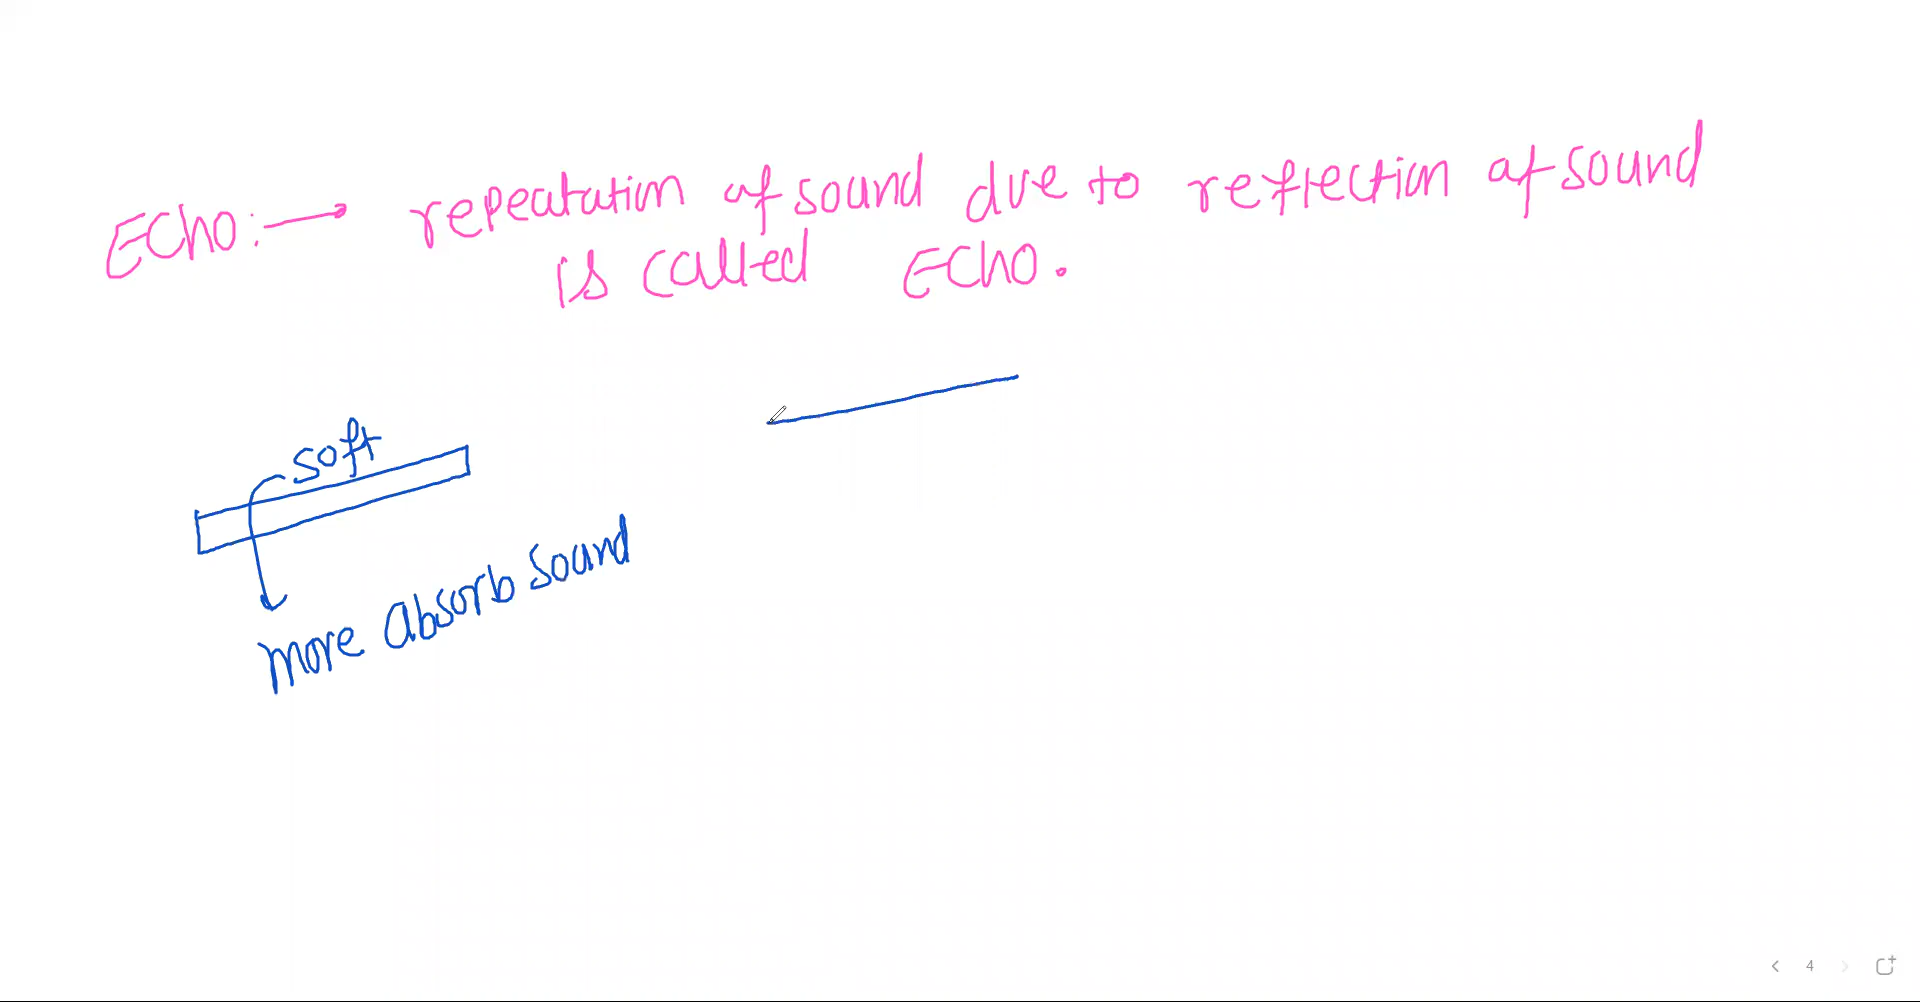 ECho:→ repeatation of sound due to reflection of sound
is called ECho.
soft
more absorb sound
4